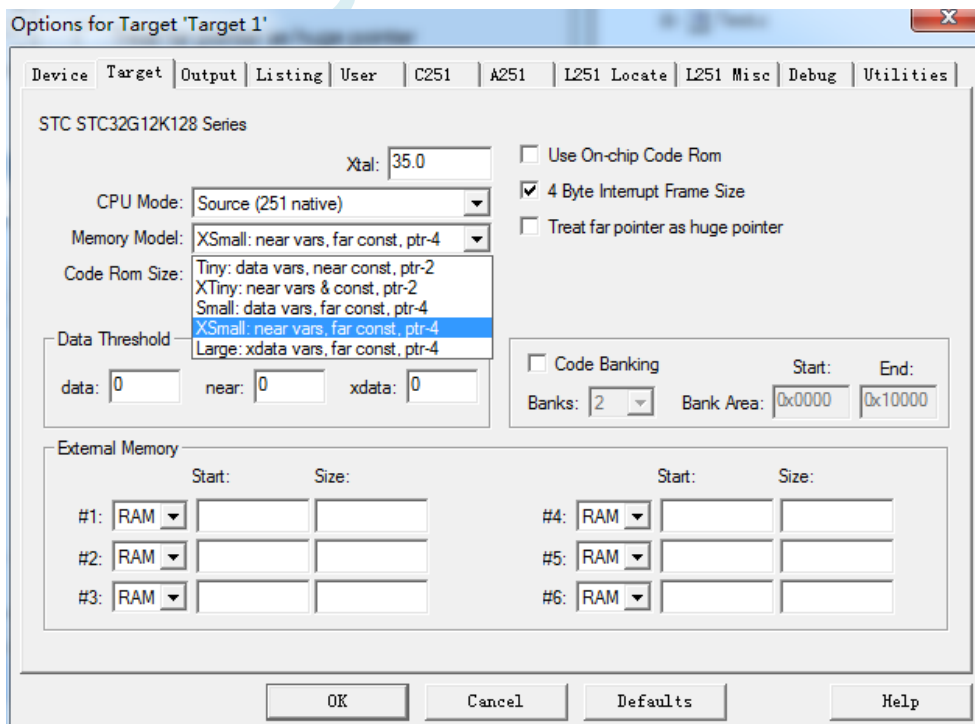 Options for Target 'Target 1'
Device Target Output Listing User C251 A251 L251 Locate L251 Misc Debug Utilities
STC STC32G12K128 Series
Xtal: 35.0
Use On-chip Code Rom
CPU Mode: Source (251 native)
4 Byte Interrupt Frame Size
Memory Model: XSmall: near vars, far const, ptr-4
Treat far pointer as huge pointer
Code Rom Size:
Tiny: data vars, near const, ptr-2
XTiny: near vars & const, ptr-2
Small: data vars, far const, ptr-4
XSmall: near vars, far const, ptr-4
Large: xdata vars, far const, ptr-4
Data Threshold
data: 0 near: 0 xdata: 0
Code Banking Start: End:
Banks: 2 Bank Area: 0x0000 0x10000
External Memory
Start: Size: Start: Size:
#1: RAM #4: RAM
#2: RAM #5: RAM
#3: RAM #6: RAM
OK Cancel Defaults Help